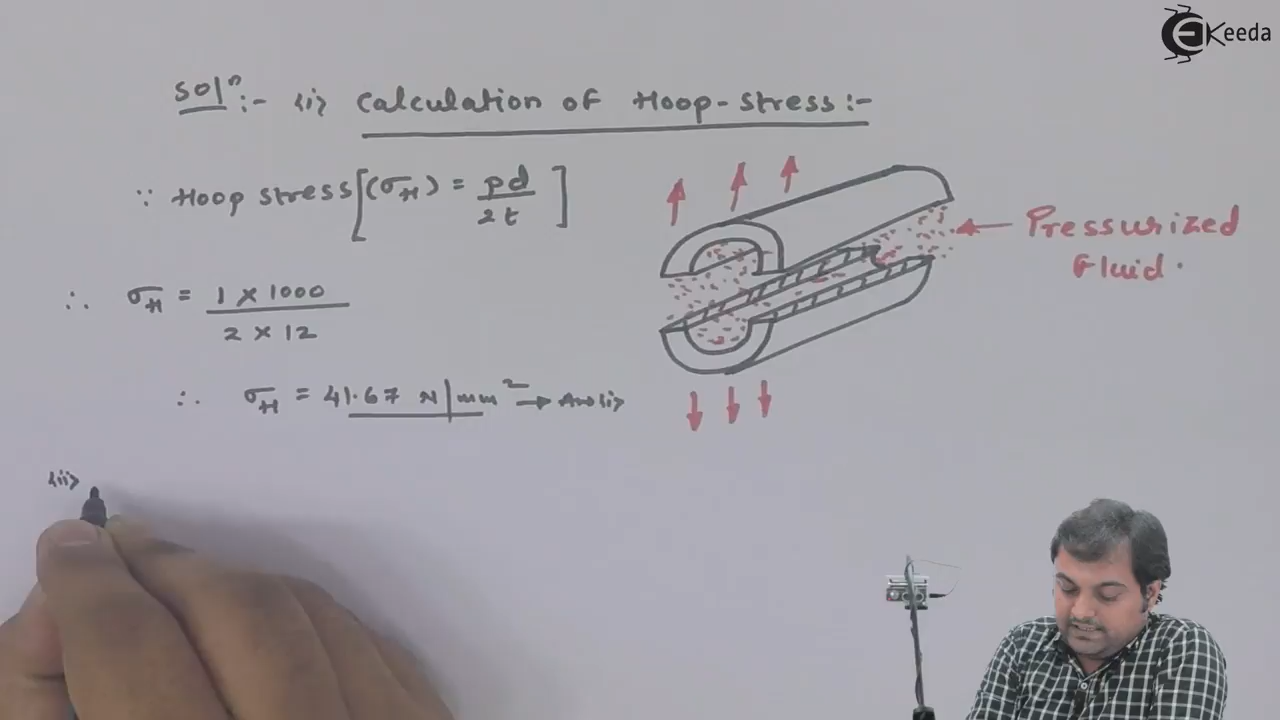 Ekeeda
Solⁿ:- (i) Calculation of Hoop-stress:-
∵ Hoop stress[(σH) = pd/2t]
Pressurized
Fluid.
∴ σH = 1 × 1000 / 2 × 12
∴ σH = 41.67 N/mm² → Ans (i)
(ii)